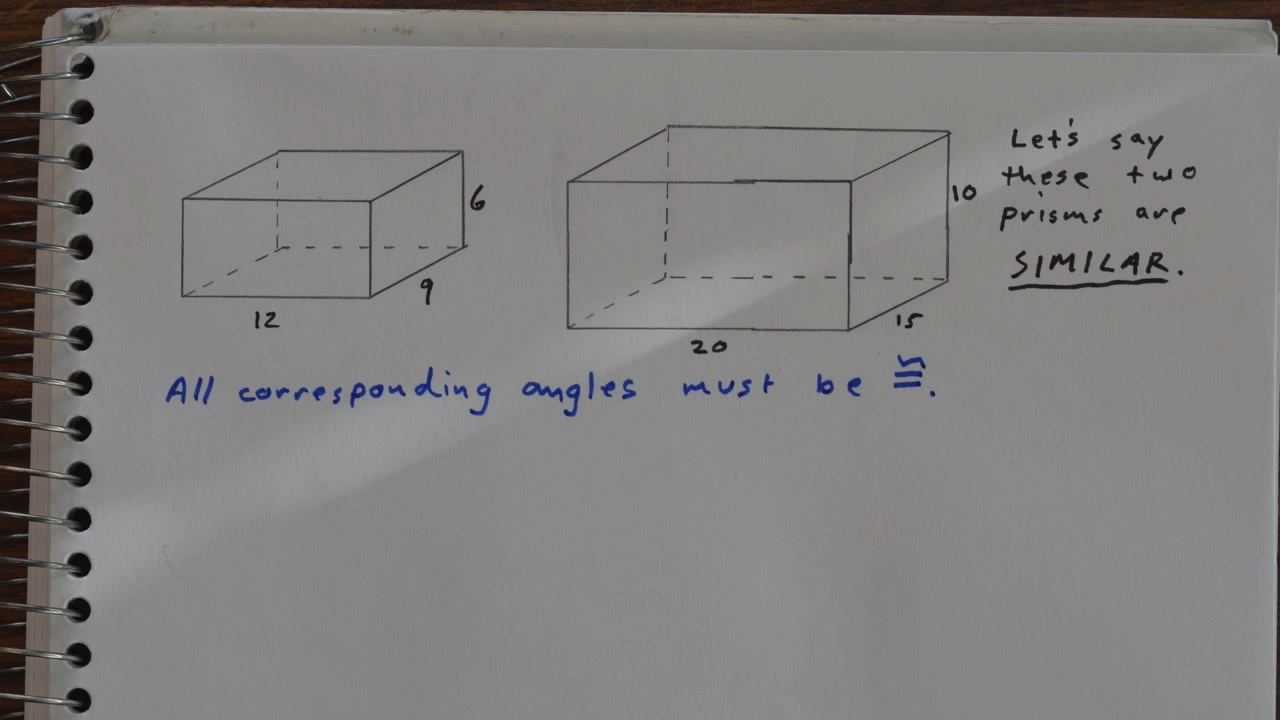 6
9
12
10
15
20
Let's say
these two
prisms are
SIMILAR.
All corresponding angles must be ≅.